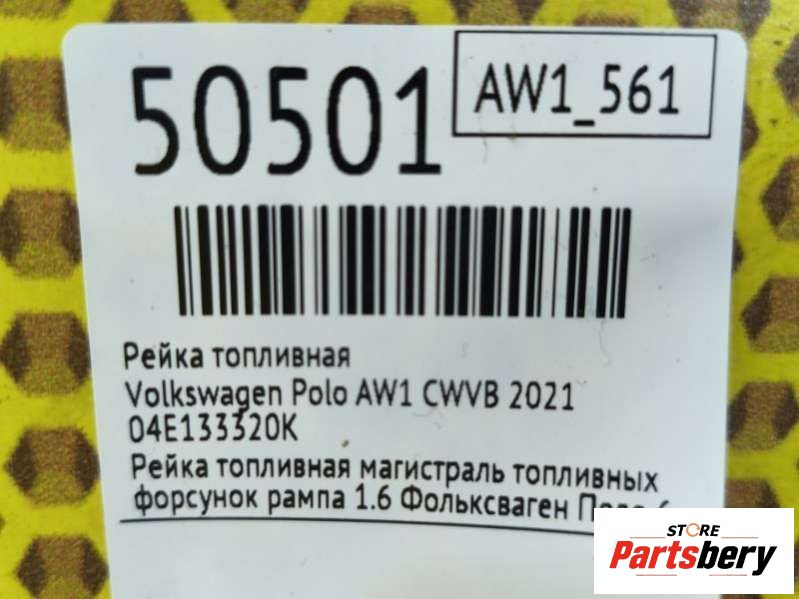 50501
AW1_561
Рейка топливная
Volkswagen Polo AW1 CWVB 2021
04E133320K
Рейка топливная магистраль топливных
форсунок рампа 1.6 Фольксваген
STORE
Partsbery